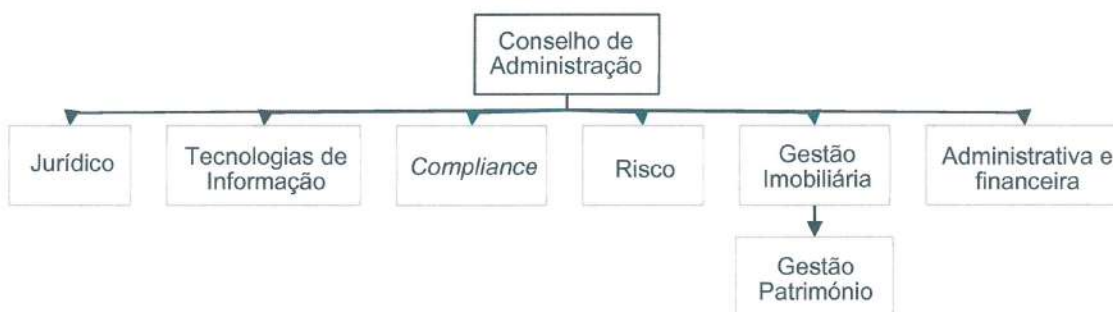 Conselho de
Administração
Jurídico
Tecnologias de
Informação
Compliance
Risco
Gestão
Imobiliária
Administrativa e
financeira
Gestão
Património